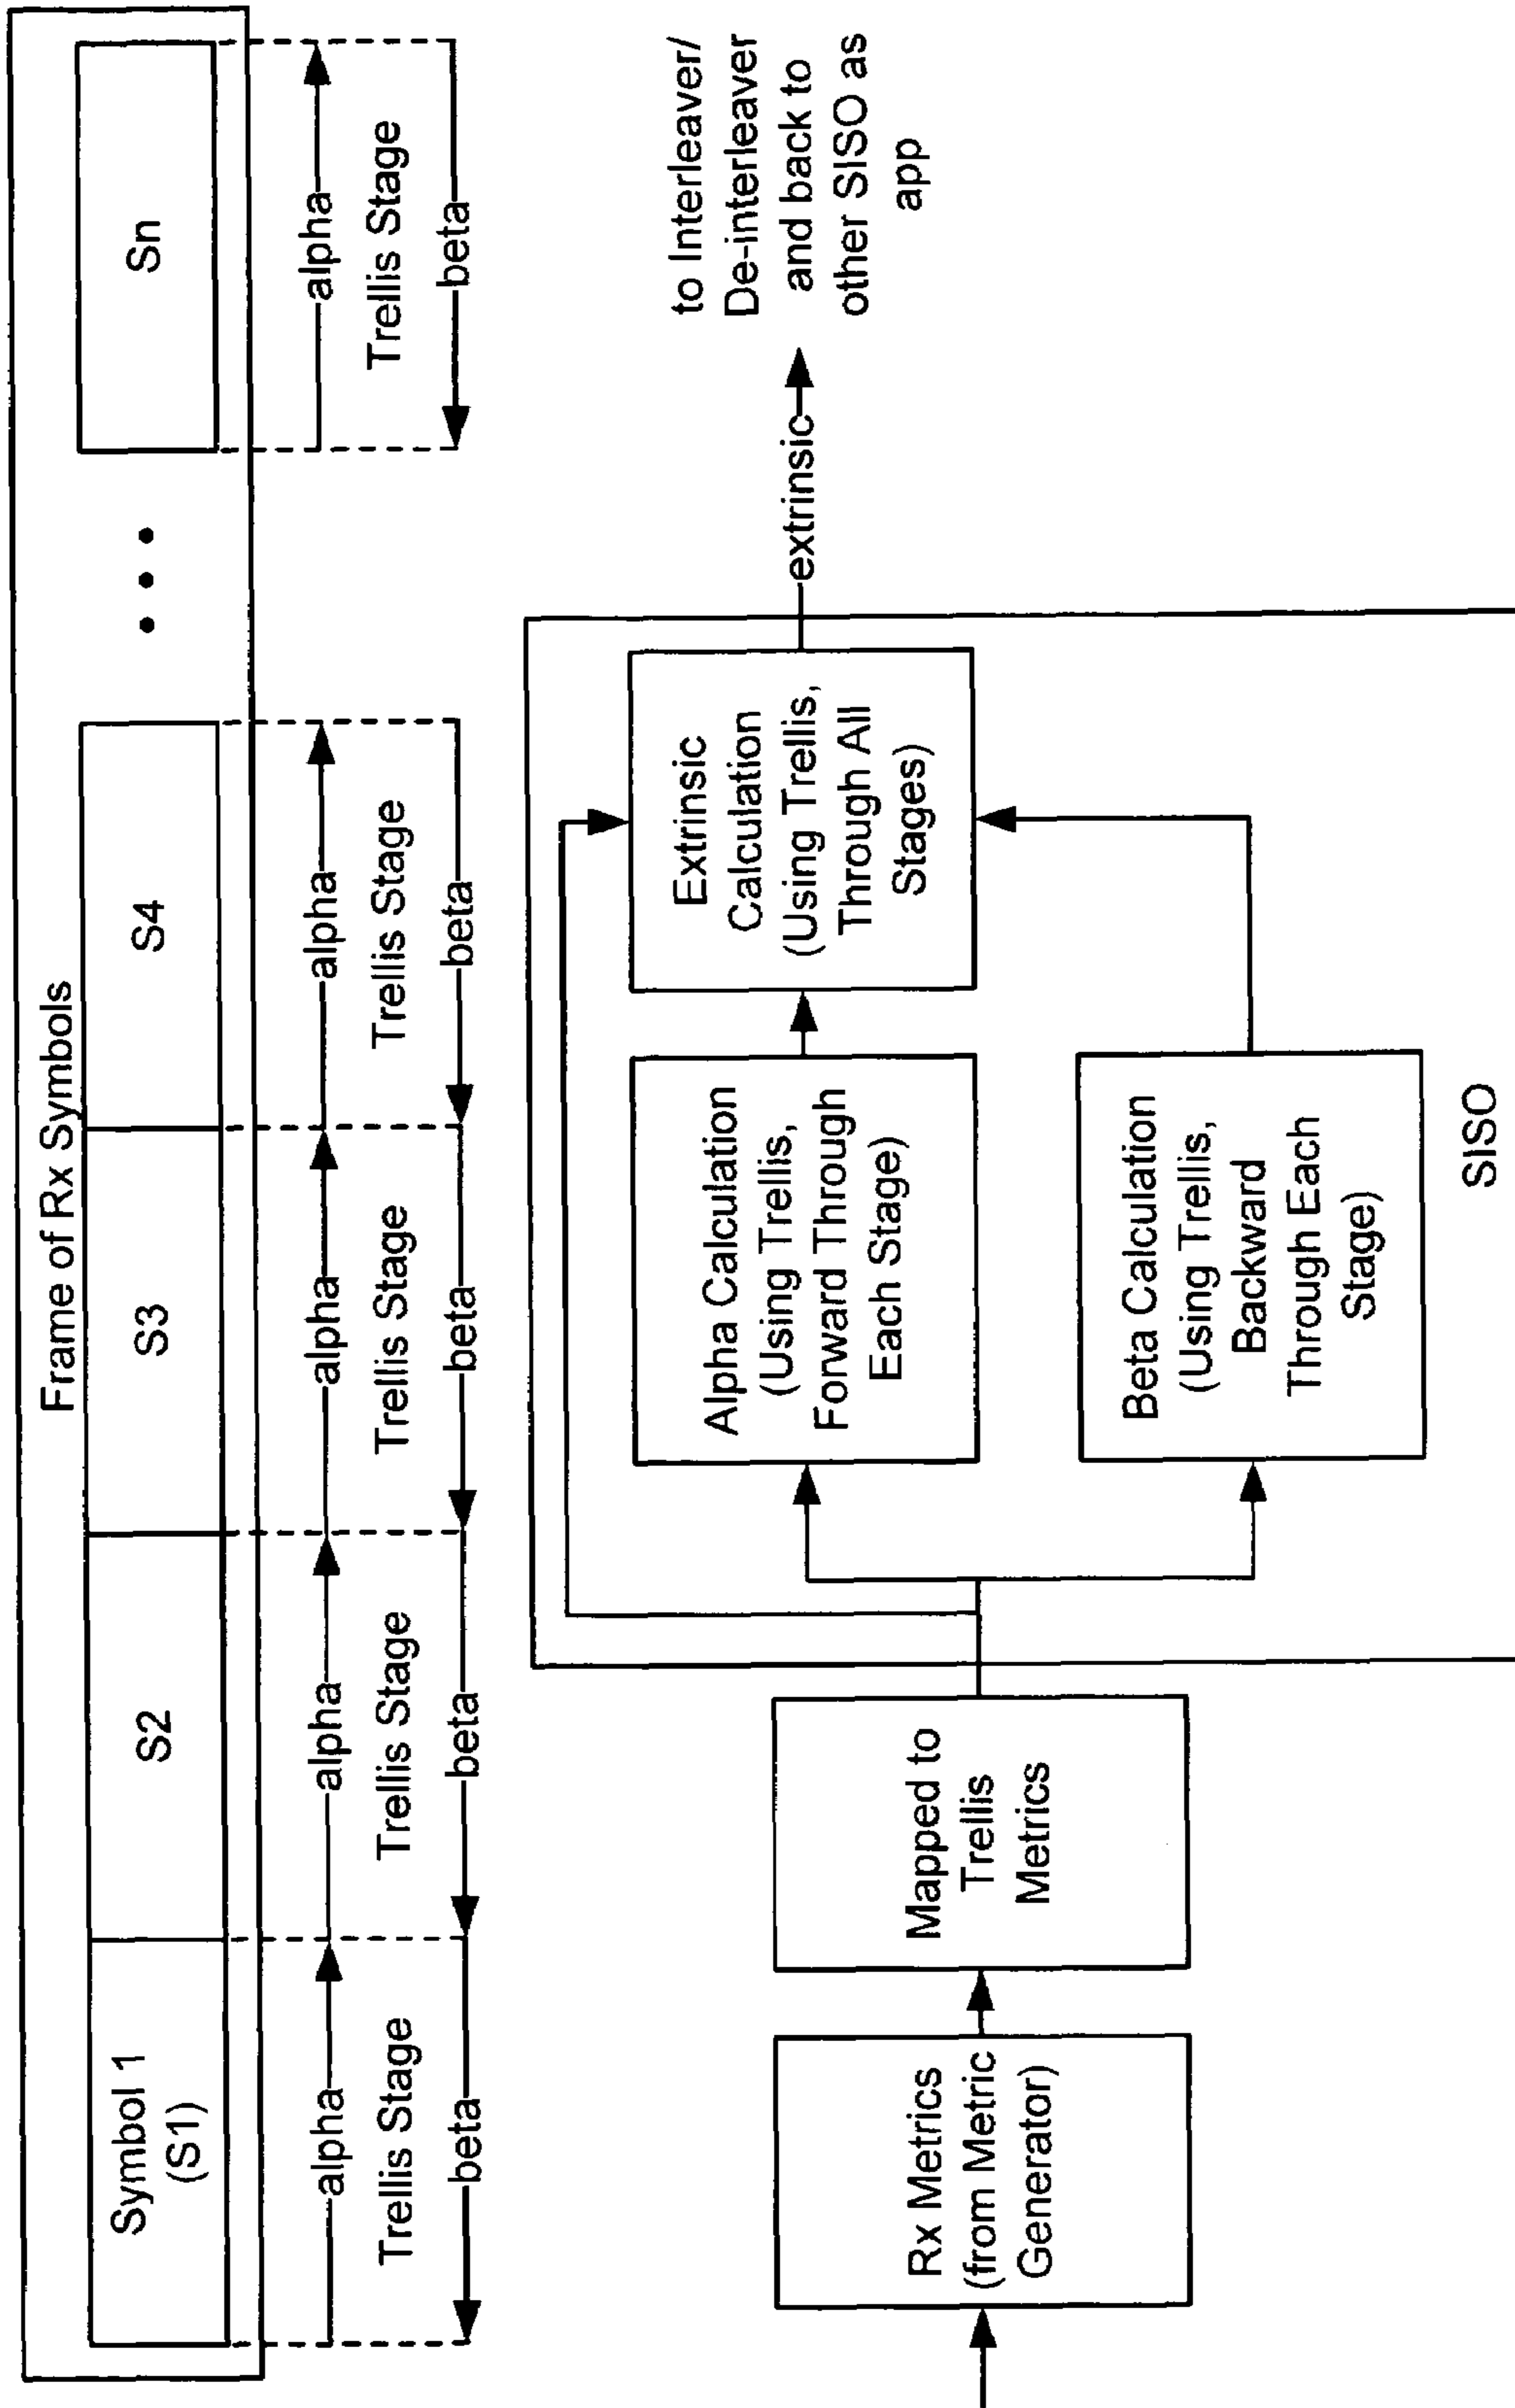 Frame of Rx Symbols
Symbol 1
(S1)
S2
S3
S4
• • •
Sn
alpha
alpha
alpha
alpha
alpha
Trellis Stage
Trellis Stage
Trellis Stage
Trellis Stage
Trellis Stage
beta
beta
beta
beta
beta
Rx Metrics
(from Metric
Generator)
Mapped to
Trellis
Metrics
Alpha Calculation
(Using Trellis,
Forward Through
Each Stage)
Beta Calculation
(Using Trellis,
Backward
Through Each
Stage)
Extrinsic
Calculation
(Using Trellis,
Through All
Stages)
SISO
extrinsic
to Interleaver/
De-interleaver
and back to
other SISO as
app